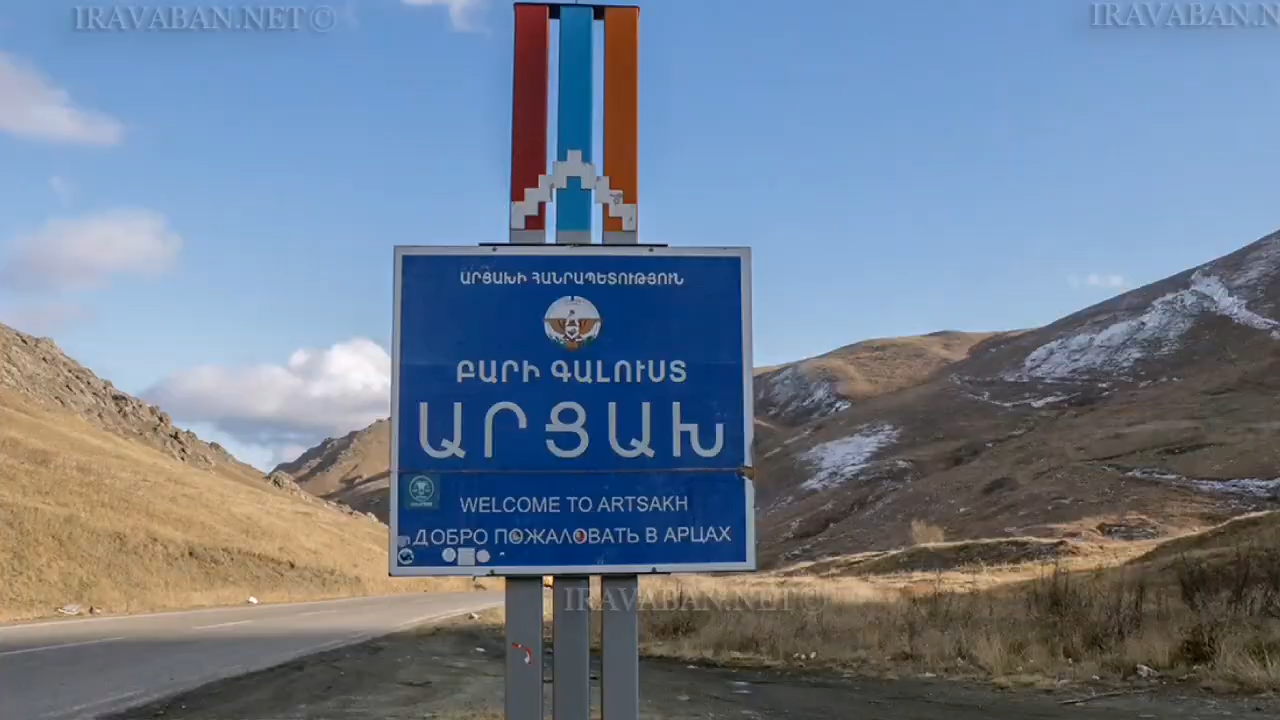 IRAVABAN.NET©
IRAVABAN.N
ԱՐՑԱԽԻ ՀԱՆՐԱՊԵՏՈՒԹՅՈՒՆ
ԲԱՐԻ ԳԱԼՈՒՍՏ
ԱՐՑԱԽ
WELCOME TO ARTSAKH
ДОБРО ПОЖАЛОВАТЬ В АРЦАХ
IRAVABAN.NET©